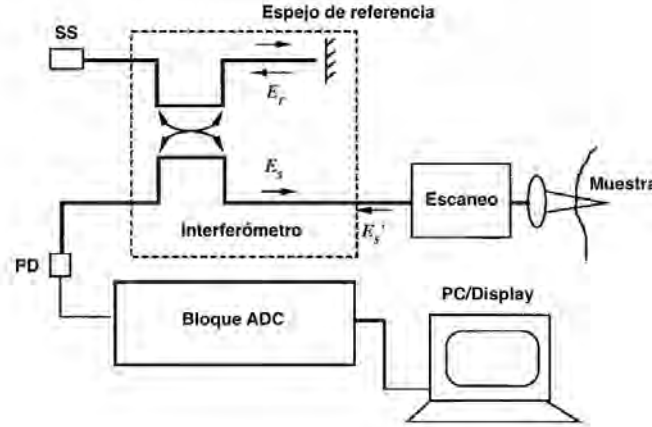 Espejo de referencia
SS
E_r
E_s
Muestra
Escaneo
Interferómetro
E_s'
PD
PC/Display
Bloque ADC